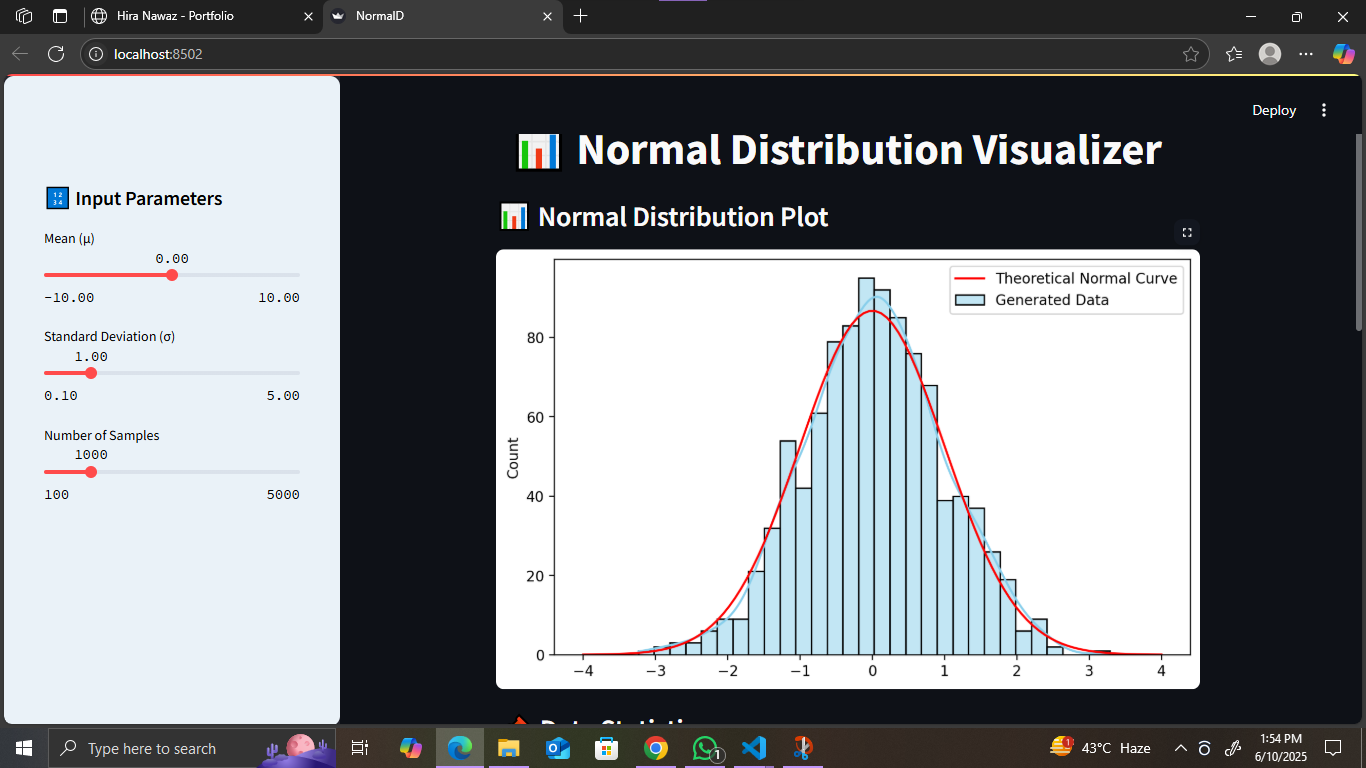 Hira Nawaz - Portfolio
NormalD
localhost:8502
Deploy
Normal Distribution Visualizer
Input Parameters
Mean (μ)
0.00
-10.00 10.00
Standard Deviation (σ)
1.00
0.10 5.00
Number of Samples
1000
100 5000
Normal Distribution Plot
Theoretical Normal Curve
Generated Data
Count
80
60
40
20
0
−4 −3 −2 −1 0 1 2 3 4
Type here to search
1
1
43°C Haze
1:54 PM
6/10/2025